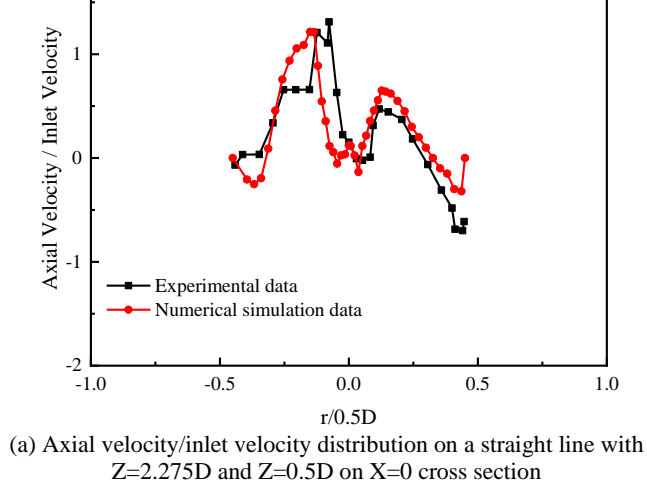 1
0
-1
-2
Axial Velocity / Inlet Velocity
Experimental data
Numerical simulation data
-1.0 -0.5 0.0 0.5 1.0
r/0.5D
(a) Axial velocity/inlet velocity distribution on a straight line with
Z=2.275D and Z=0.5D on X=0 cross section